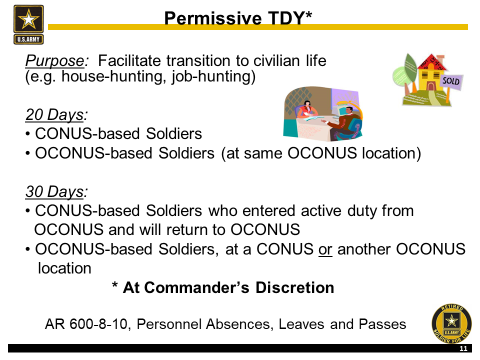 Permissive TDY*
U.S.ARMY
Purpose: Facilitate transition to civilian life
(e.g. house-hunting, job-hunting)
SOLD
20 Days:
• CONUS-based Soldiers
• OCONUS-based Soldiers (at same OCONUS location)
30 Days:
• CONUS-based Soldiers who entered active duty from
OCONUS and will return to OCONUS
• OCONUS-based Soldiers, at a CONUS or another OCONUS
location
* At Commander's Discretion
AR 600-8-10, Personnel Absences, Leaves and Passes
11